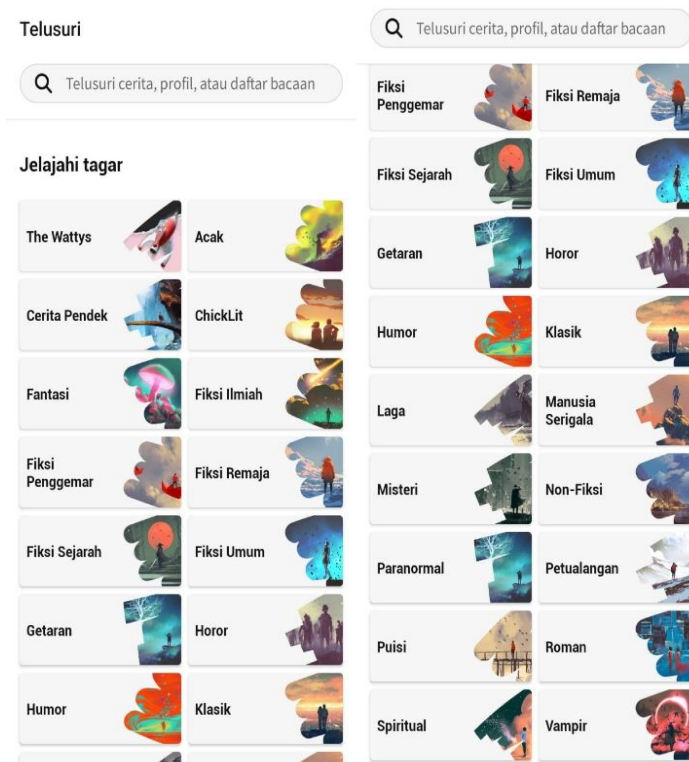 Telusuri
Telusuri cerita, profil, atau daftar bacaan
Jelajahi tagar
The Wattys
Acak
Cerita Pendek
ChickLit
Fantasi
Fiksi Ilmiah
Fiksi
Penggemar
Fiksi Remaja
Fiksi Sejarah
Fiksi Umum
Getaran
Horor
Humor
Klasik
Telusuri cerita, profil, atau daftar bacaan
Fiksi
Penggemar
Fiksi Remaja
Fiksi Sejarah
Fiksi Umum
Getaran
Horor
Humor
Klasik
Laga
Manusia
Serigala
Misteri
Non-Fiksi
Paranormal
Petualangan
Puisi
Roman
Spiritual
Vampir